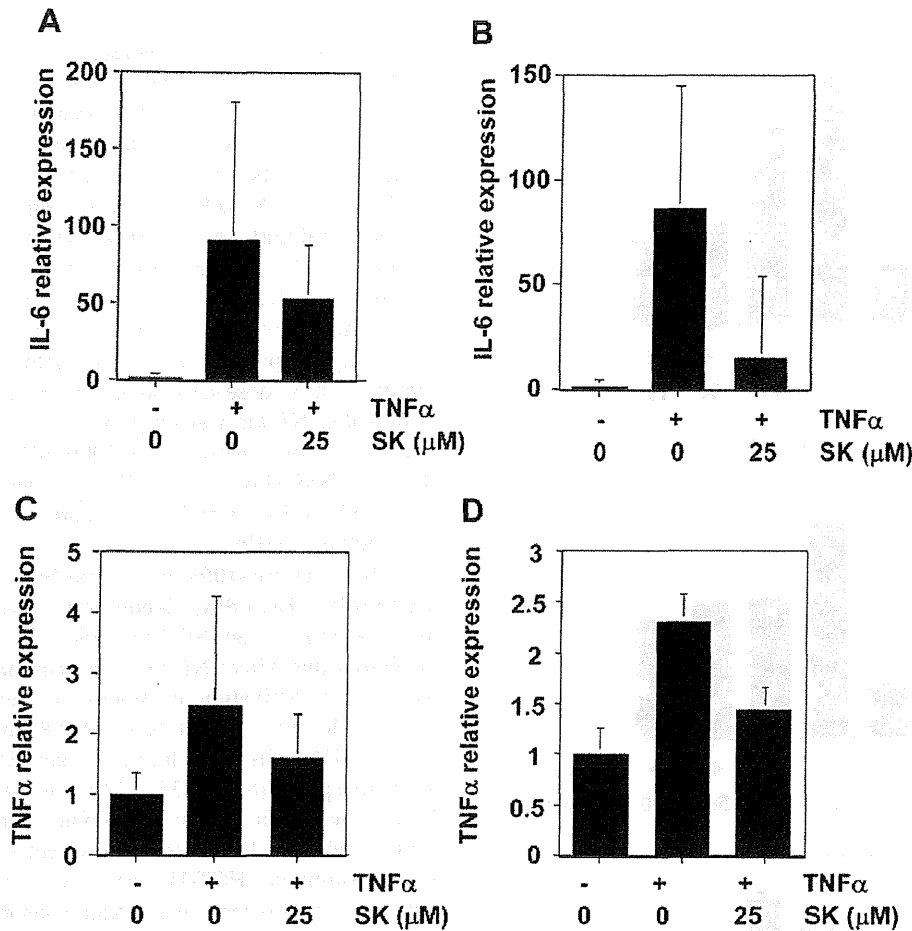 A
IL-6 relative expression
200
150
100
50
0
- + + TNFα
0 0 25 SK (μM)
B
IL-6 relative expression
150
100
50
0
- + + TNFα
0 0 25 SK (μM)
C
TNFα relative expression
5
4
3
2
1
0
- + + TNFα
0 0 25 SK (μM)
D
TNFα relative expression
3
2.5
2
1.5
1
0.5
0
- + + TNFα
0 0 25 SK (μM)